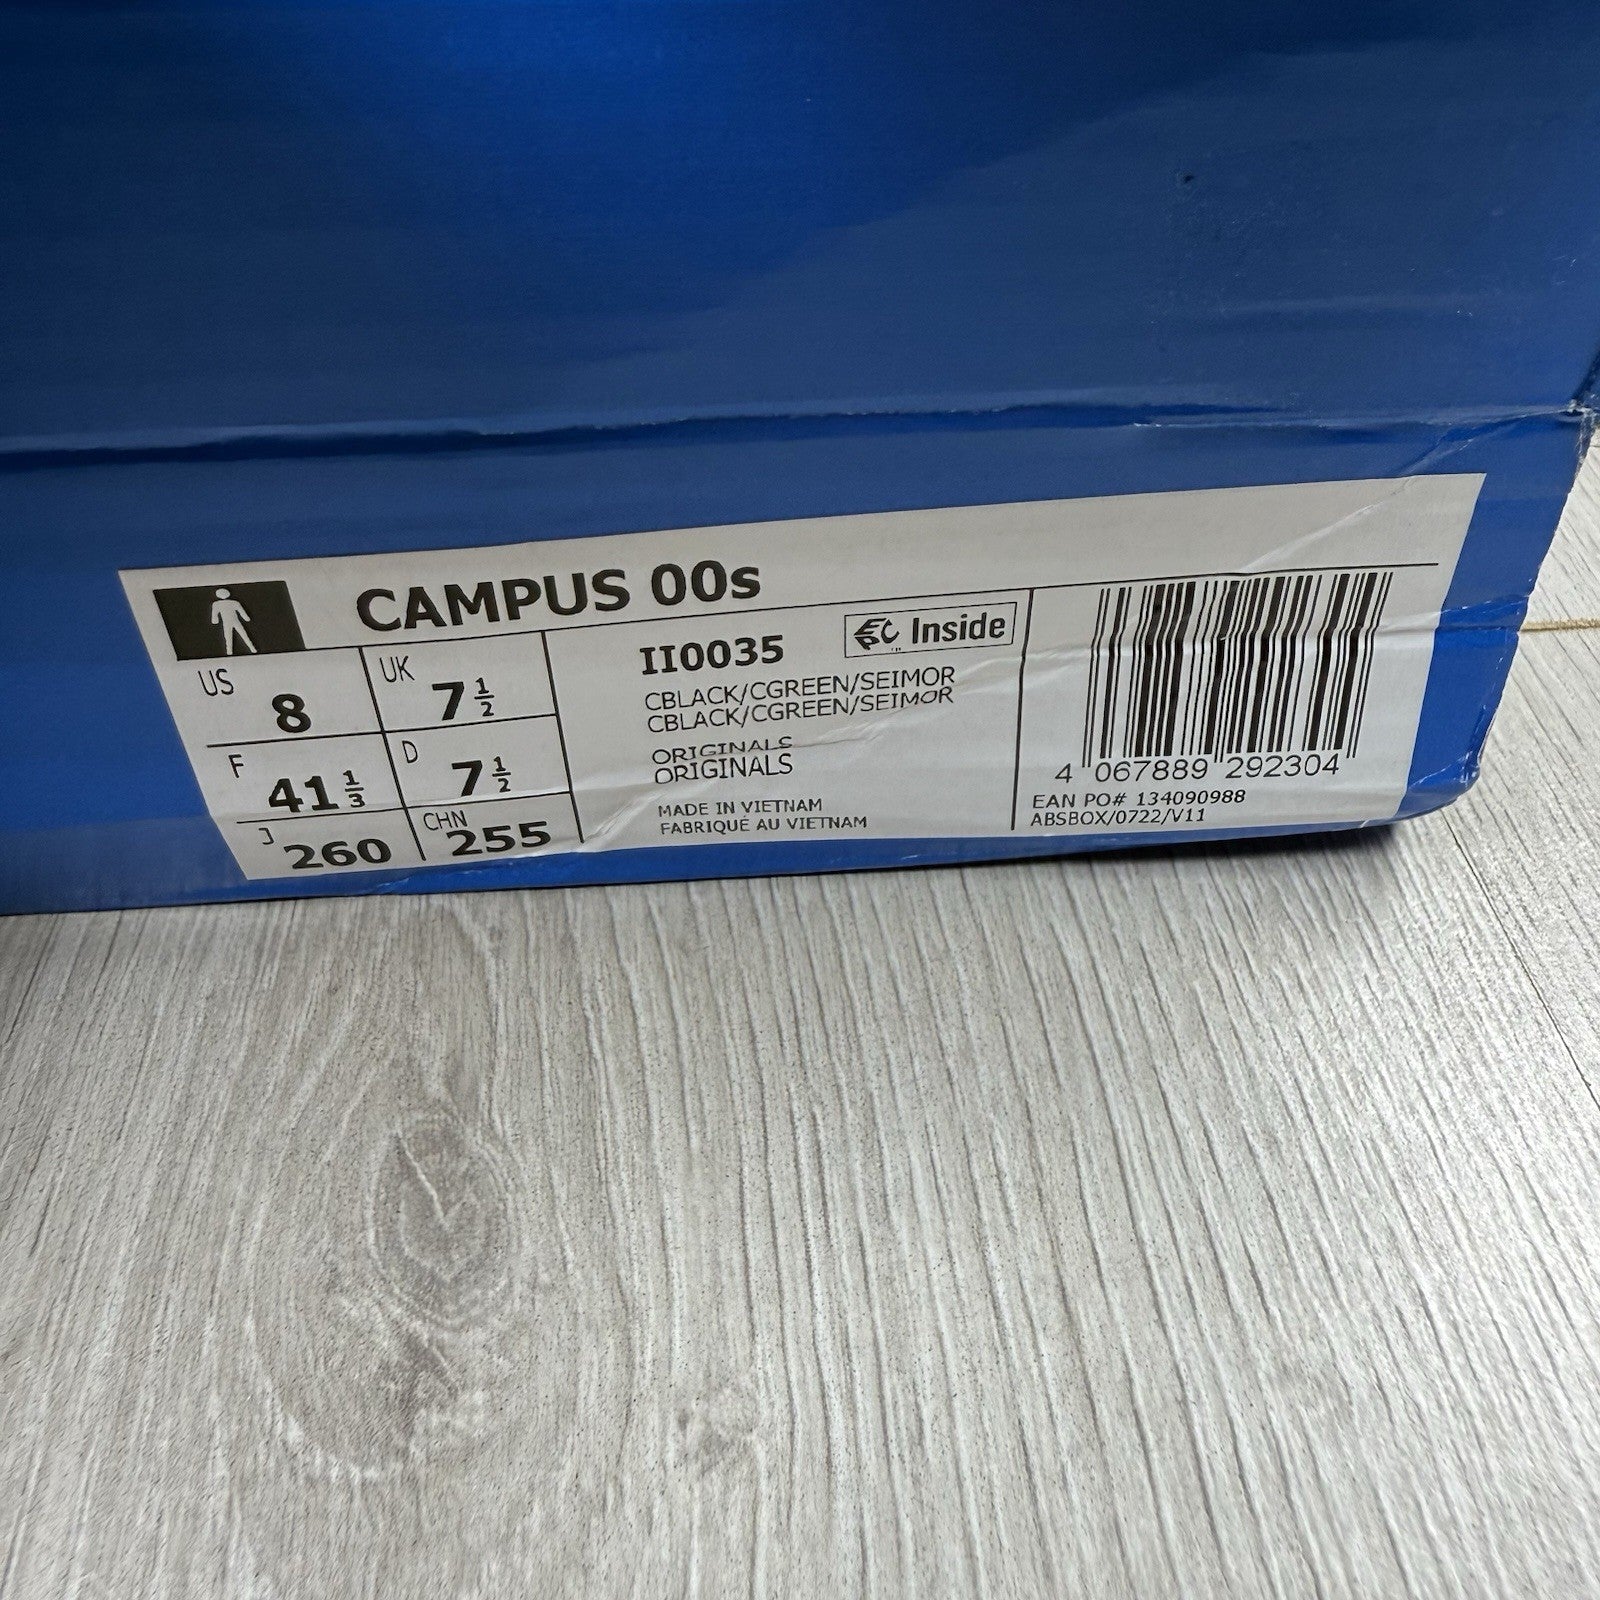 CAMPUS 00s
US 8 UK 7 1/2
F 41 1/3 D 7 1/2
J 260 CHN 255
II0035
EPC Inside
CBLACK/CGREEN/SEIMOR
CBLACK/CGREEN/SEIMOR
ORIGINALS
ORIGINALS
MADE IN VIETNAM
FABRIQUÉ AU VIETNAM
4 067889 292304
EAN PO# 134090988
ABSBOX/0722/V11